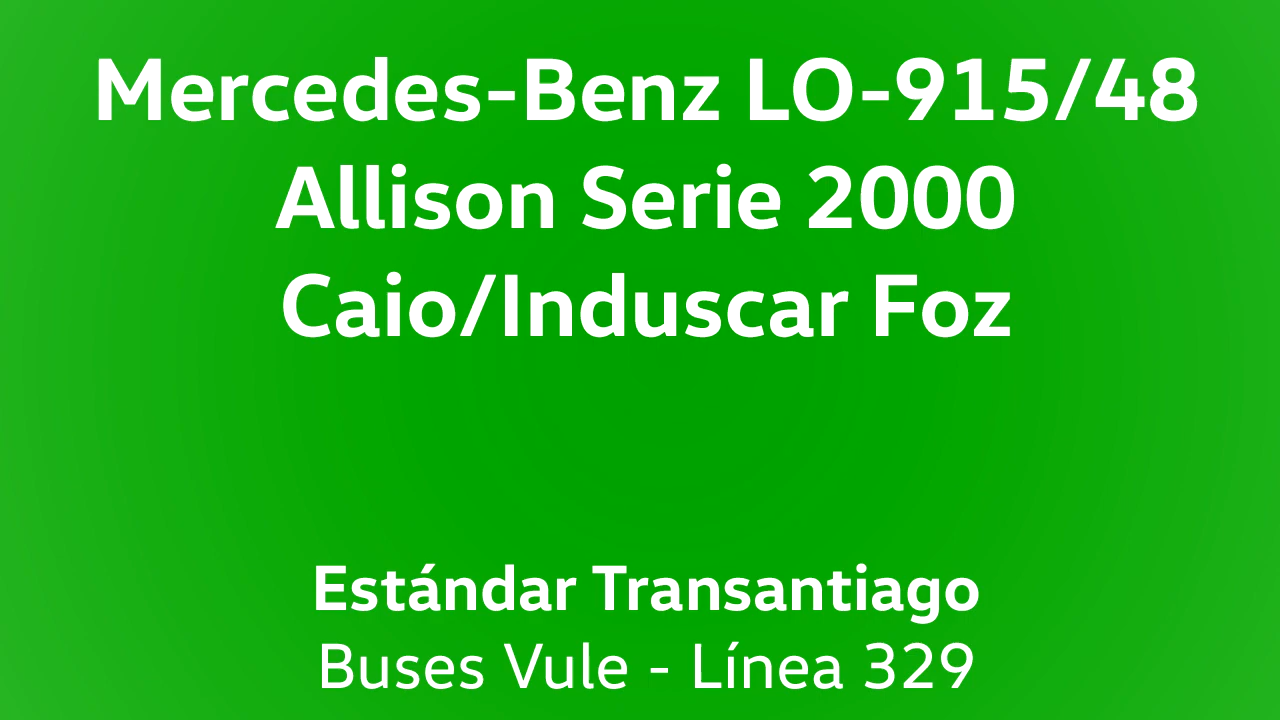 Mercedes-Benz LO-915/48
Allison Serie 2000
Caio/Induscar Foz
Estándar Transantiago
Buses Vule - Línea 329